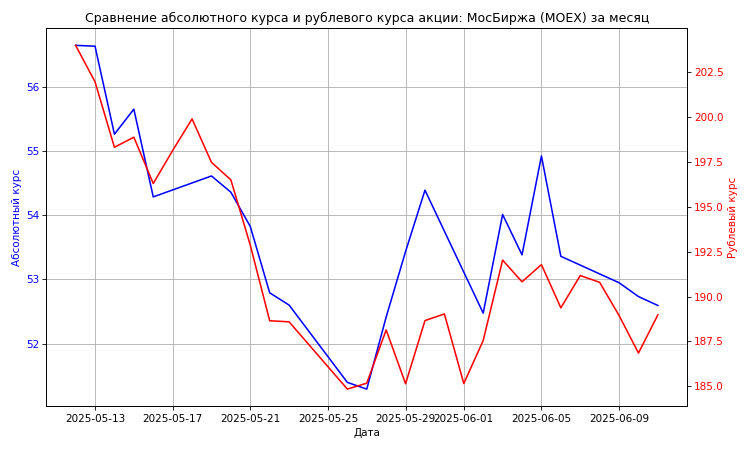 Сравнение абсолютного курса и рублевого курса акции: МосБиржа (MOEX) за месяц
56
55
54
53
52
Абсолютный курс
202.5
200.0
197.5
195.0
192.5
190.0
187.5
185.0
Рублевый курс
2025-05-13 2025-05-17 2025-05-21 2025-05-25 2025-05-29 2025-06-01 2025-06-05 2025-06-09
Дата